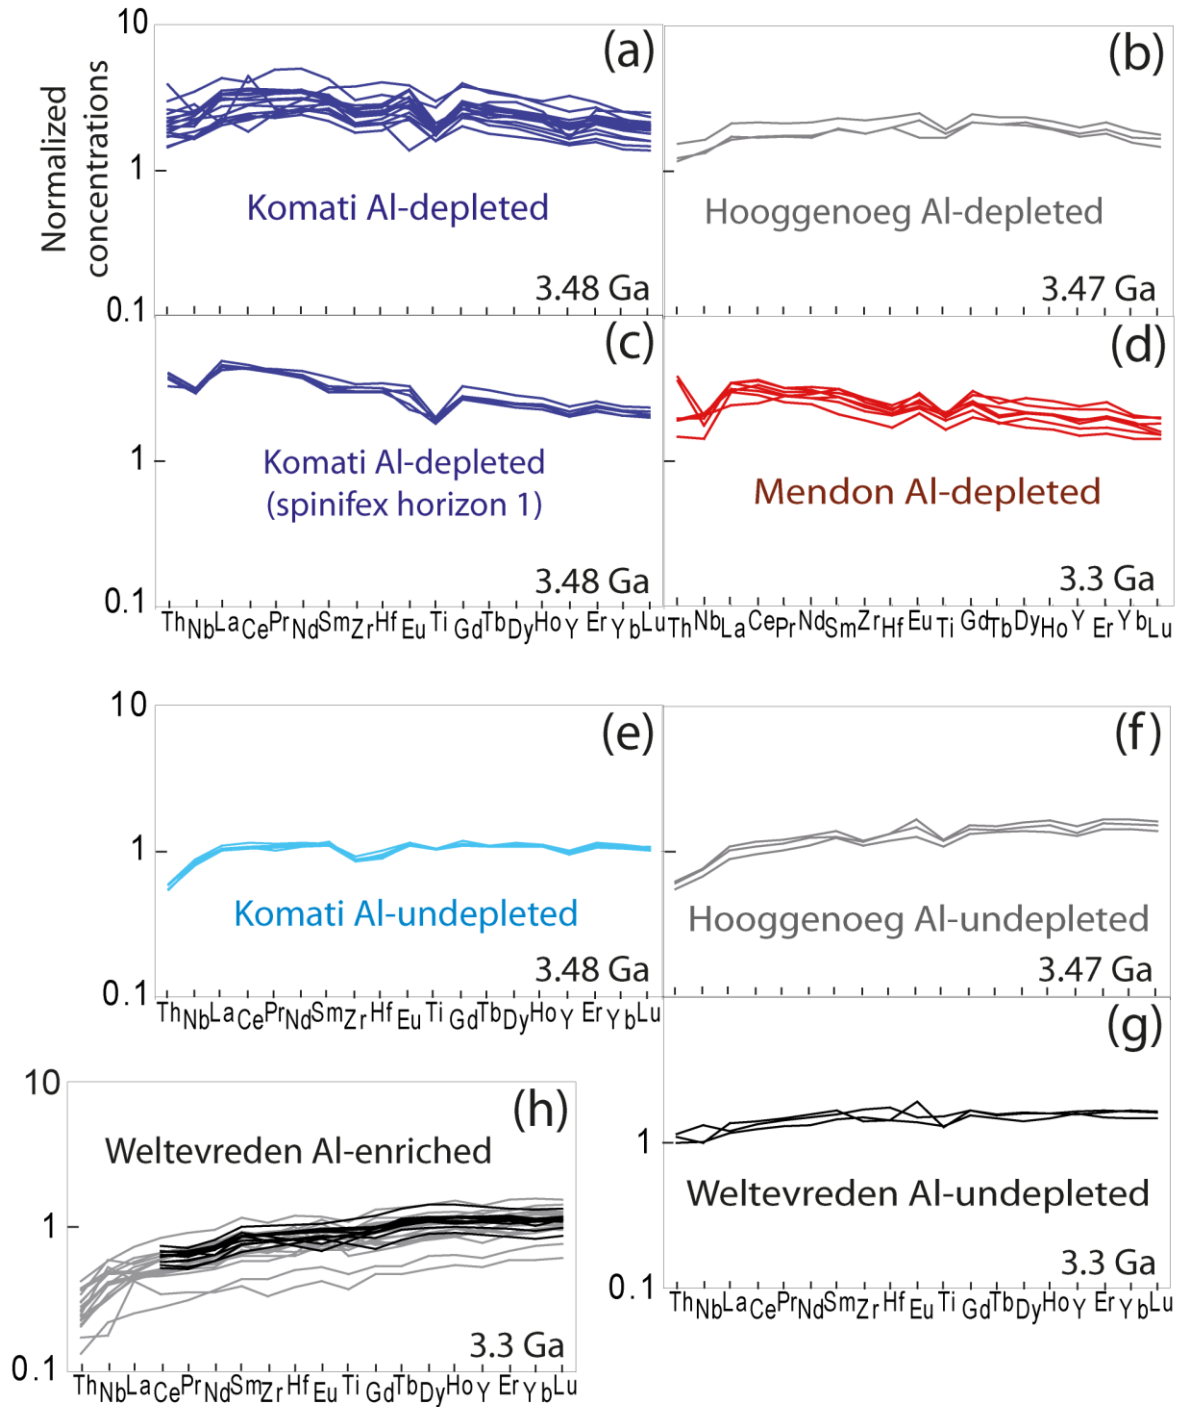 10
Normalized
concentrations
1
0.1
(a)
Komati Al-depleted
3.48 Ga
(b)
Hooggenoeg Al-depleted
3.47 Ga
(c)
Komati Al-depleted
(spinifex horizon 1)
3.48 Ga
1
0.1
Th Nb La Ce Pr Nd Sm Zr Hf Eu Ti Gd Tb Dy Ho Y Er Yb Lu
(d)
Mendon Al-depleted
3.3 Ga
Th Nb La Ce Pr Nd Sm Zr Hf Eu Ti Gd Tb Dy Ho Y Er Yb Lu
10
1
0.1
(e)
Komati Al-undepleted
3.48 Ga
Th Nb La Ce Pr Nd Sm Zr Hf Eu Ti Gd Tb Dy Ho Y Er Yb Lu
(f)
Hooggenoeg Al-undepleted
3.47 Ga
(g)
1
Weltevreden Al-undepleted
3.3 Ga
0.1
Th Nb La Ce Pr Nd Sm Zr Hf Eu Ti Gd Tb Dy Ho Y Er Yb Lu
10
(h)
Weltevreden Al-enriched
1
3.3 Ga
0.1
Th Nb La Ce Pr Nd Sm Zr Hf Eu Ti Gd Tb Dy Ho Y Er Yb Lu